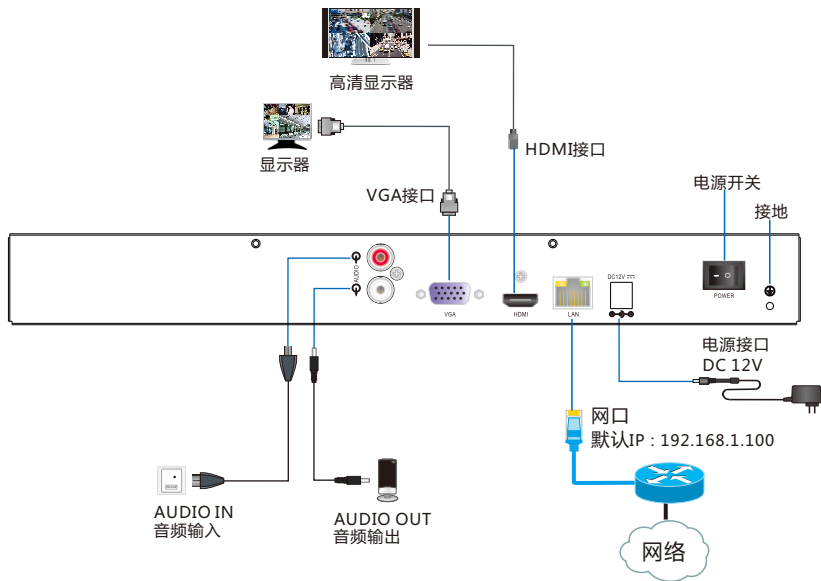 高清显示器
显示器
HDMI接口
VGA接口
电源开关
接地
AUDIO
VGA
HDMI
LAN
DC12V
POWER
电源接口
DC 12V
网口
默认IP：192.168.1.100
AUDIO IN
音频输入
AUDIO OUT
音频输出
网络